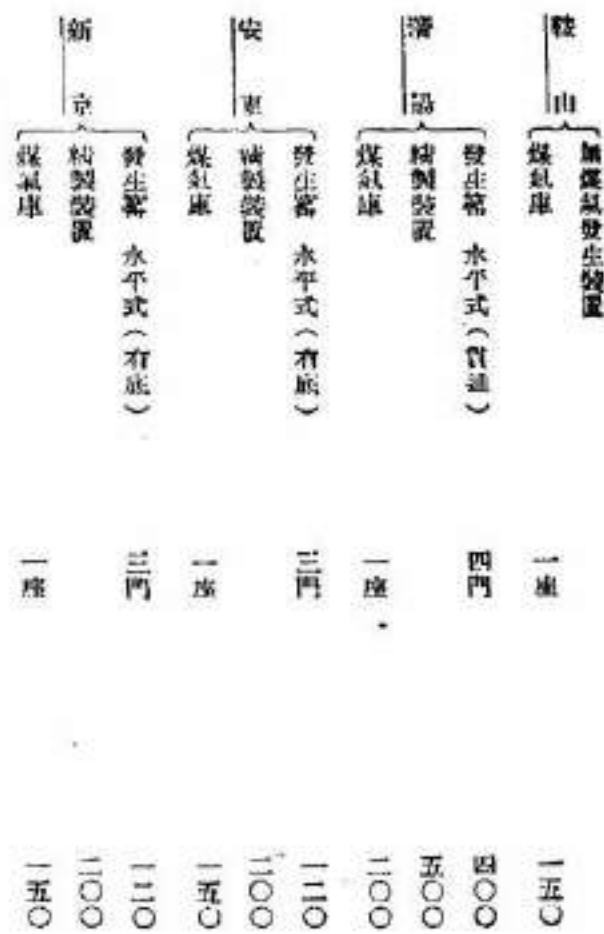 鞍山
無煤氣發生裝置
煤氣庫 一座 一五〇
瀋陽
發生窰 水平式(貫通) 四門 四〇〇
精製裝置 五〇〇
煤氣庫 一座 二〇〇
安東
發生窰 水平式(有底) 三門 一二〇
精製裝置 二〇〇
煤氣庫 一座 一五〇
新京
發生窰 水平式(有底) 三門 一二〇
精製裝置 二〇〇
煤氣庫 一座 一五〇